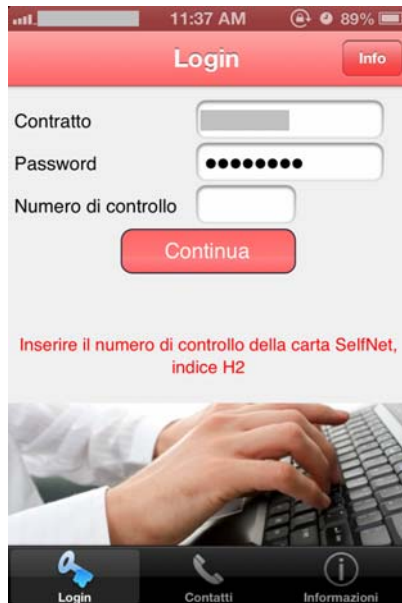 11:37 AM 89%
Login Info
Contratto
Password
Numero di controllo
Continua
Inserire il numero di controllo della carta SelfNet,
indice H2
Login Contatti Informazioni